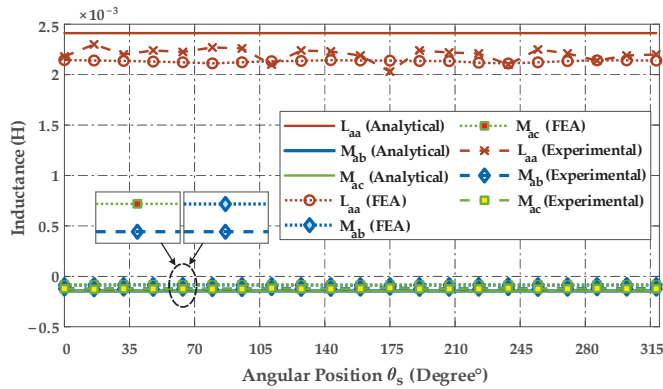 ×10⁻³
3
2.5
2
1.5
1
0.5
0
−0.5
Inductance (H)
L_aa (Analytical)
M_ab (Analytical)
M_ac (Analytical)
L_aa (FEA)
M_ab (FEA)
M_ac (FEA)
L_aa (Experimental)
M_ab (Experimental)
M_ac (Experimental)
0 35 70 105 140 175 210 245 280 315
Angular Position θ_s (Degree°)